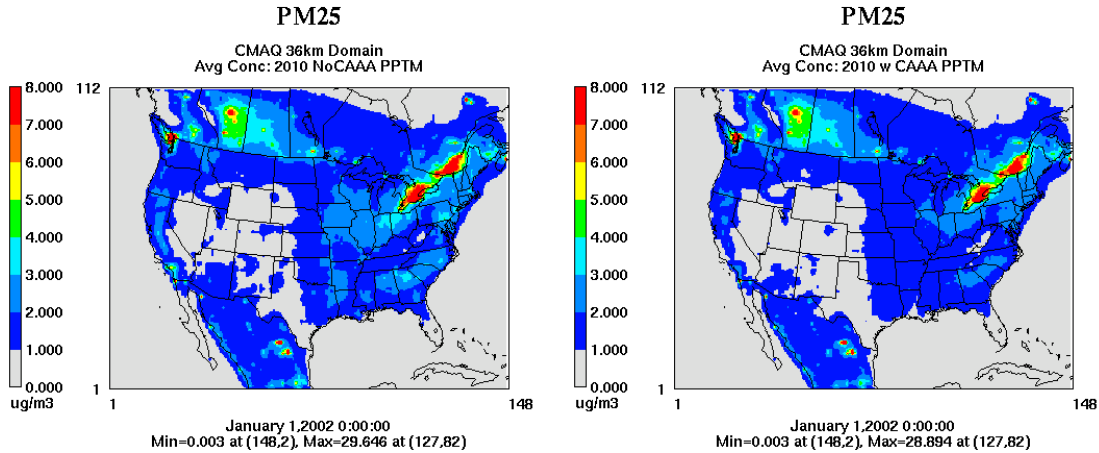 PM25
CMAQ 36km Domain
Avg Conc: 2010 NoCAAA PPTM
8.000
7.000
6.000
5.000
4.000
3.000
2.000
1.000
0.000
ug/m3
112
1
1
148
January 1,2002 0:00:00
Min=0.003 at (148,2), Max=29.646 at (127,82)
PM25
CMAQ 36km Domain
Avg Conc: 2010 w CAAA PPTM
8.000
7.000
6.000
5.000
4.000
3.000
2.000
1.000
0.000
ug/m3
112
1
1
148
January 1,2002 0:00:00
Min=0.003 at (148,2), Max=28.894 at (127,82)